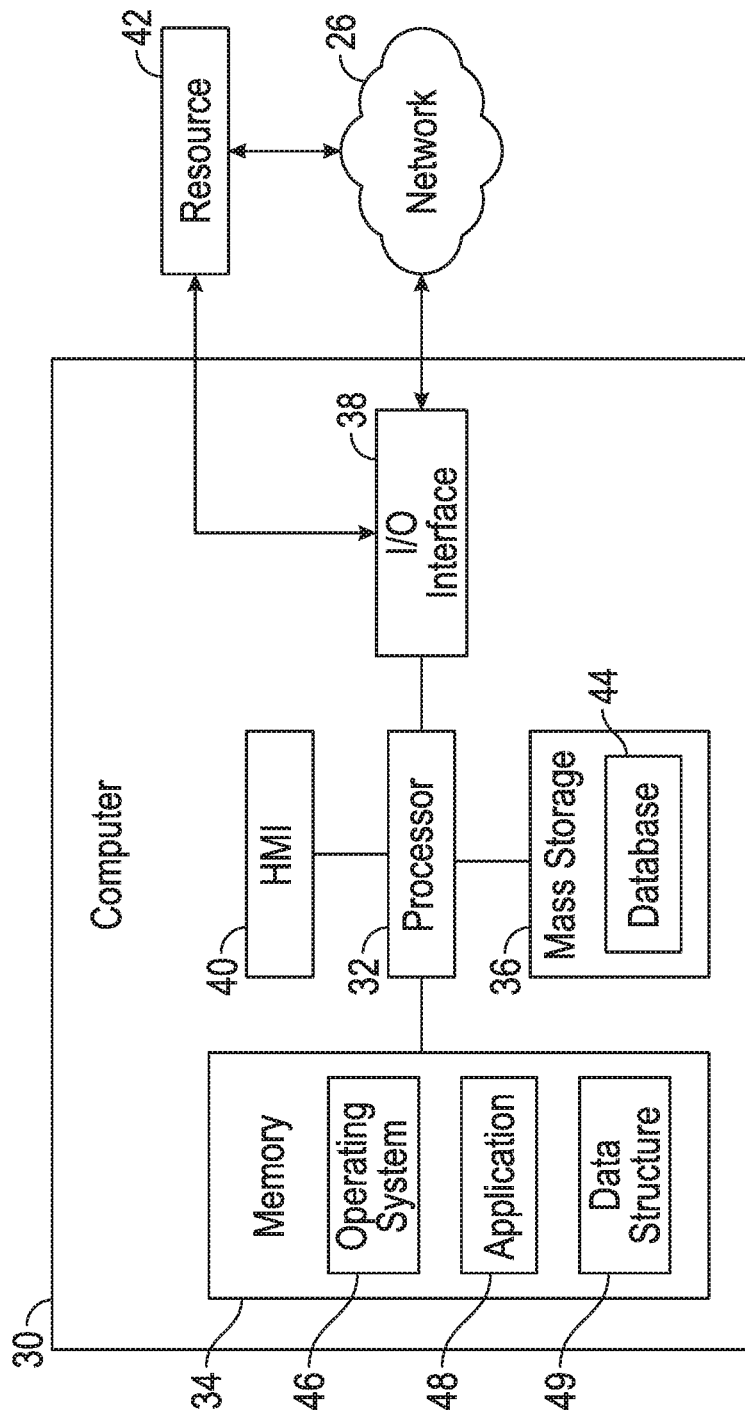 30
Computer
34
Memory
46
Operating
System
48
Application
49
Data
Structure
40
HMI
32
Processor
36
Mass Storage
44
Database
38
I/O
Interface
42
Resource
26
Network